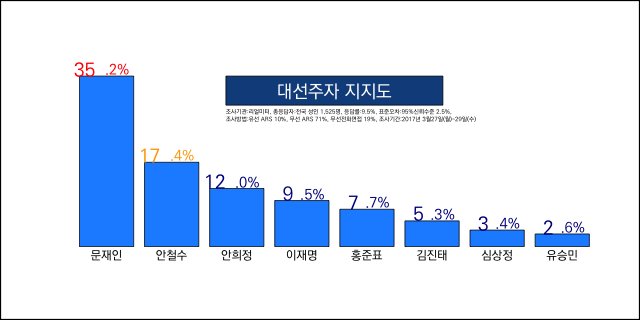 대선주자 지지도
조사기관:리얼미터, 총응답자:전국 성인 1,525명, 응답률:9.5%, 표준오차:95%신뢰수준 2.5%,
조사방법:유선 ARS 10%, 무선 ARS 71%, 무선전화면접 19%, 조사기간:2017년 3월27일(월)~29일(수)
35 .2%
17 .4%
12 .0%
9 .5%
7 .7%
5 .3%
3 .4%
2 .6%
문재인 안철수 안희정 이재명 홍준표 김진태 심상정 유승민